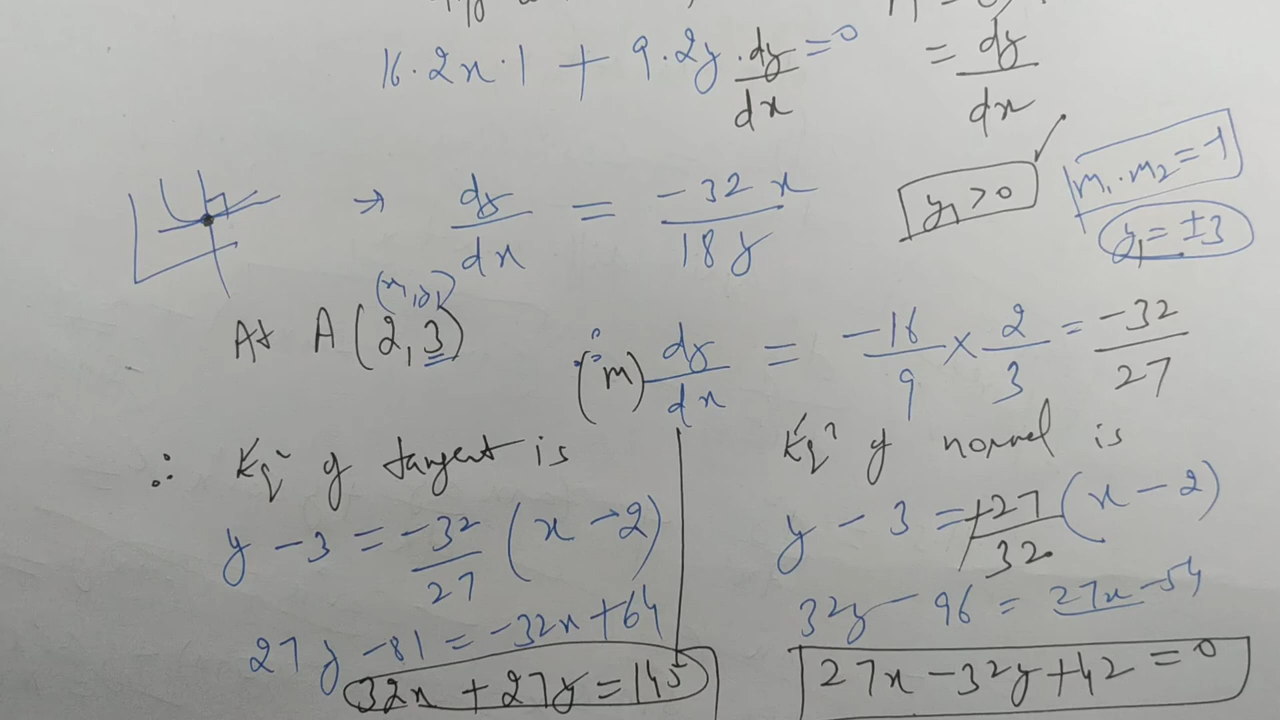 16·2x·1 + 9·2y·dy/dx = 0
= dy/dx
→ dy/dx = -32x/18y
y₁>0
m₁·m₂ = -1
y₁ = ±3
(x₁,y₁)
At A(2,3)
(m) dy/dx = -16/9 × 2/3 = -32/27
∴ Eqⁿ of tangent is
y - 3 = -32/27 (x - 2)
27y - 81 = -32x + 64
32x + 27y = 145
Eqⁿ of normal is
y - 3 = +27/32 (x - 2)
32y - 96 = 27x - 54
27x - 32y + 42 = 0